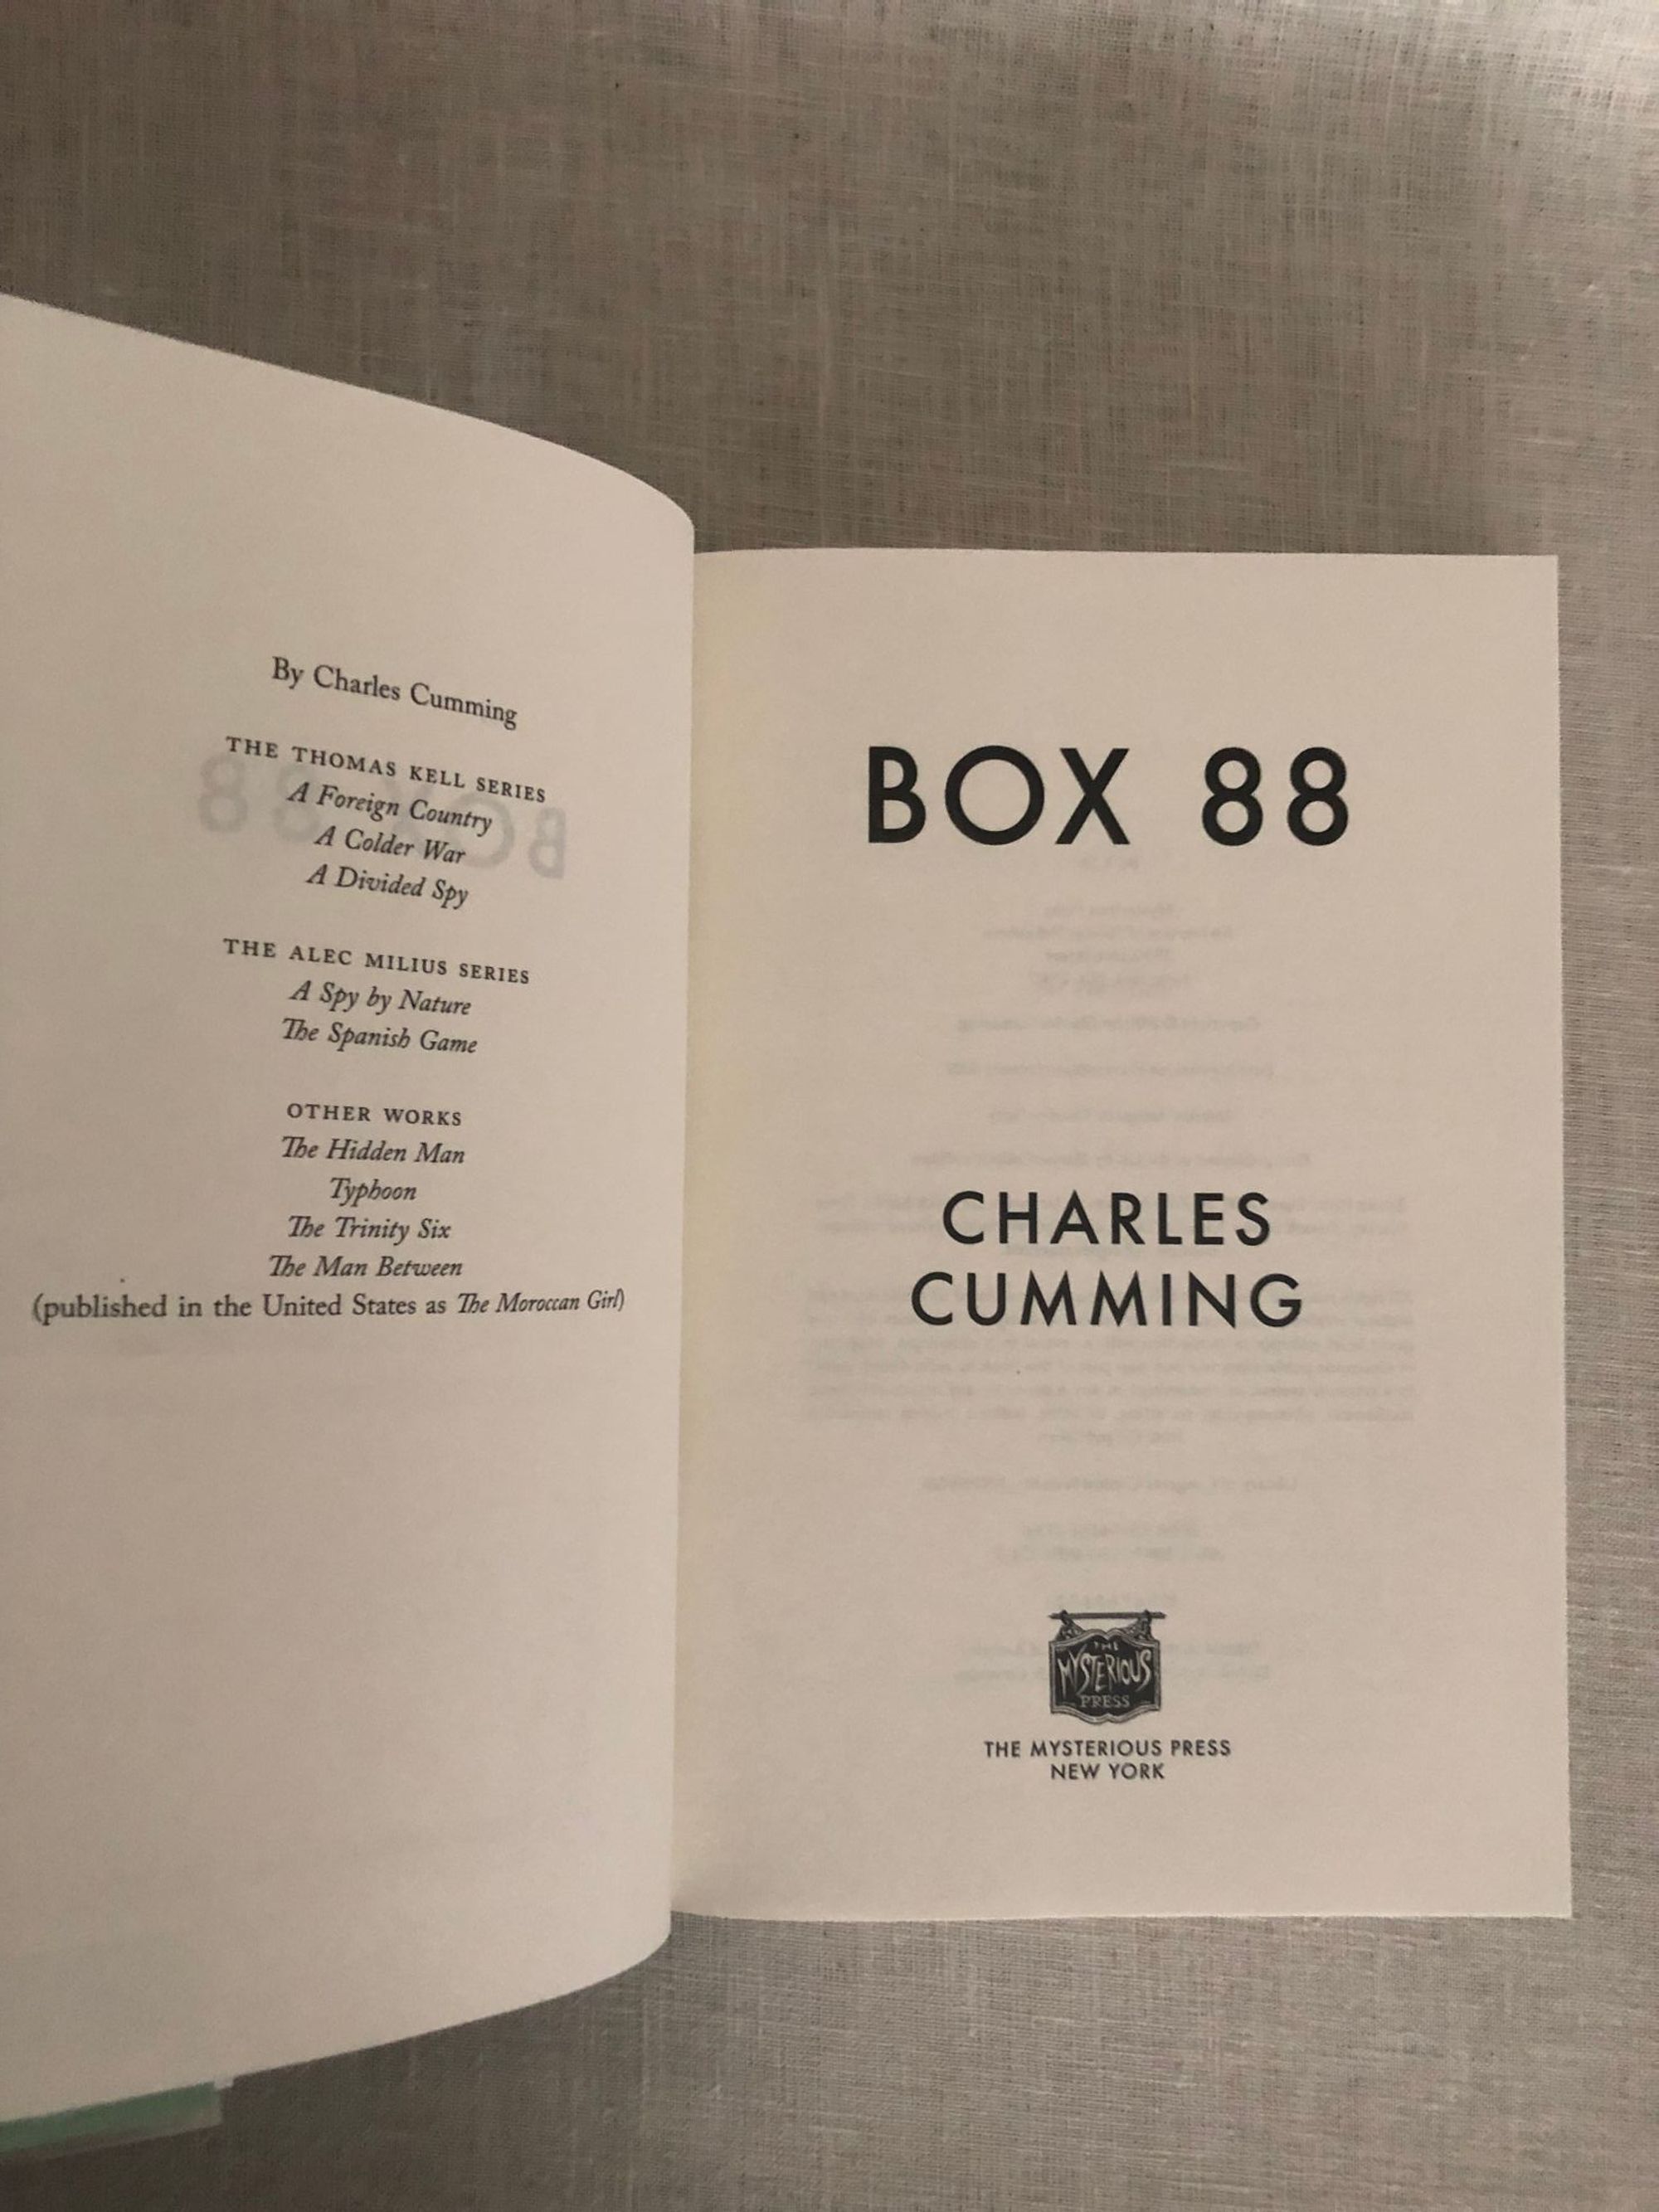 By Charles Cumming
THE THOMAS KELL SERIES
A Foreign Country
A Colder War
A Divided Spy
THE ALEC MILIUS SERIES
A Spy by Nature
The Spanish Game
OTHER WORKS
The Hidden Man
Typhoon
The Trinity Six
The Man Between
(published in the United States as The Moroccan Girl)
BOX 88
CHARLES
CUMMING
THE
MYSTERIOUS
PRESS
THE MYSTERIOUS PRESS
NEW YORK